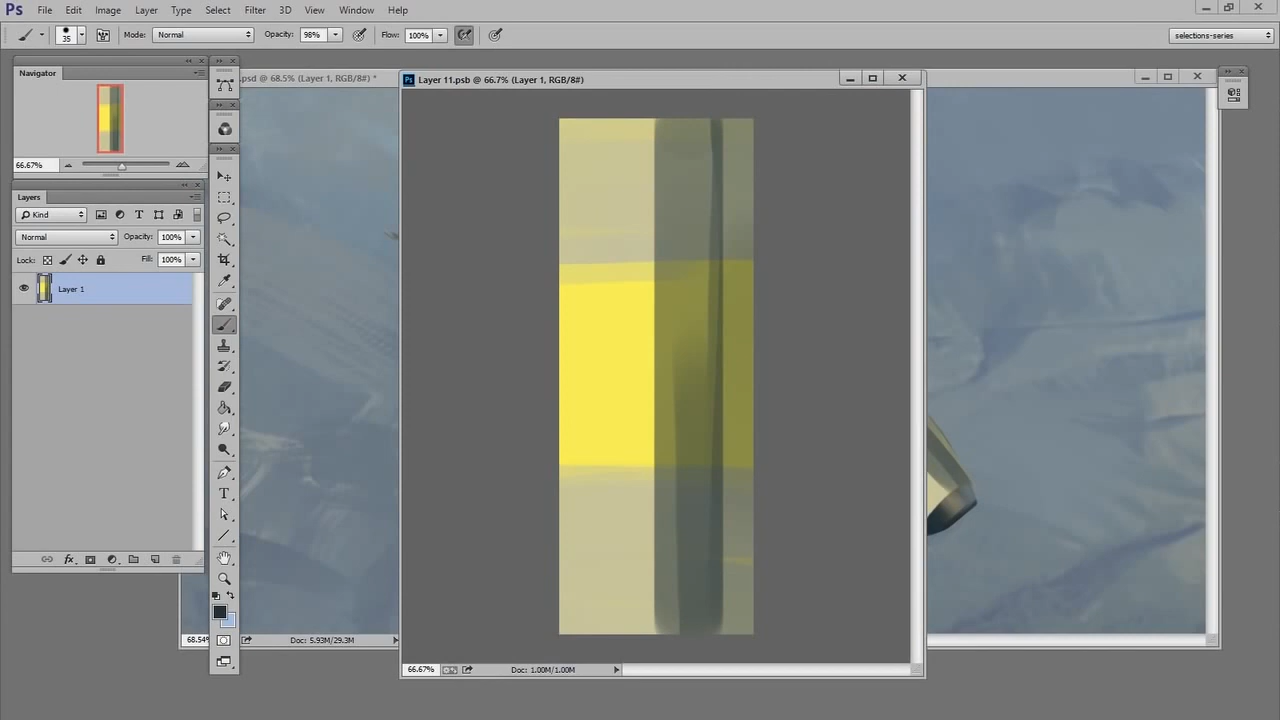 Ps File Edit Image Layer Type Select Filter 3D View Window Help
35 Mode: Normal Opacity: 98% Flow: 100% selections-series
Navigator
66.67%
Layers
Kind T
Normal Opacity: 100%
Lock: Fill: 100%
Layer 1
fx
T
.psd @ 68.5% (Layer 1, RGB/8#) *
Ps Layer 11.psb @ 66.7% (Layer 1, RGB/8#)
68.54% Doc: 5.93M/29.3M
66.67% Doc: 1.00M/1.00M